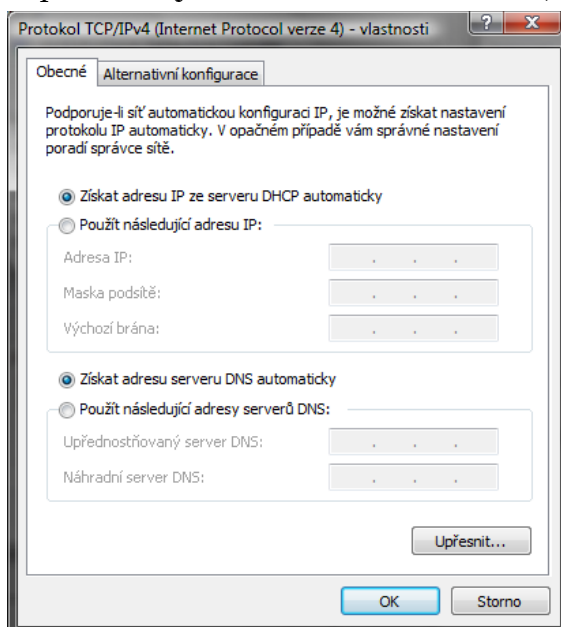 Protokol TCP/IPv4 (Internet Protocol verze 4) - vlastnosti
Obecné
Alternativní konfigurace
Podporuje-li síť automatickou konfiguraci IP, je možné získat nastavení
protokolu IP automaticky. V opačném případě vám správné nastavení
poradí správce sítě.
Získat adresu IP ze serveru DHCP automaticky
Použít následující adresu IP:
Adresa IP:
Maska podsítě:
Výchozí brána:
Získat adresu serveru DNS automaticky
Použít následující adresy serverů DNS:
Upřednostňovaný server DNS:
Náhradní server DNS:
Upřesnit...
OK
Storno